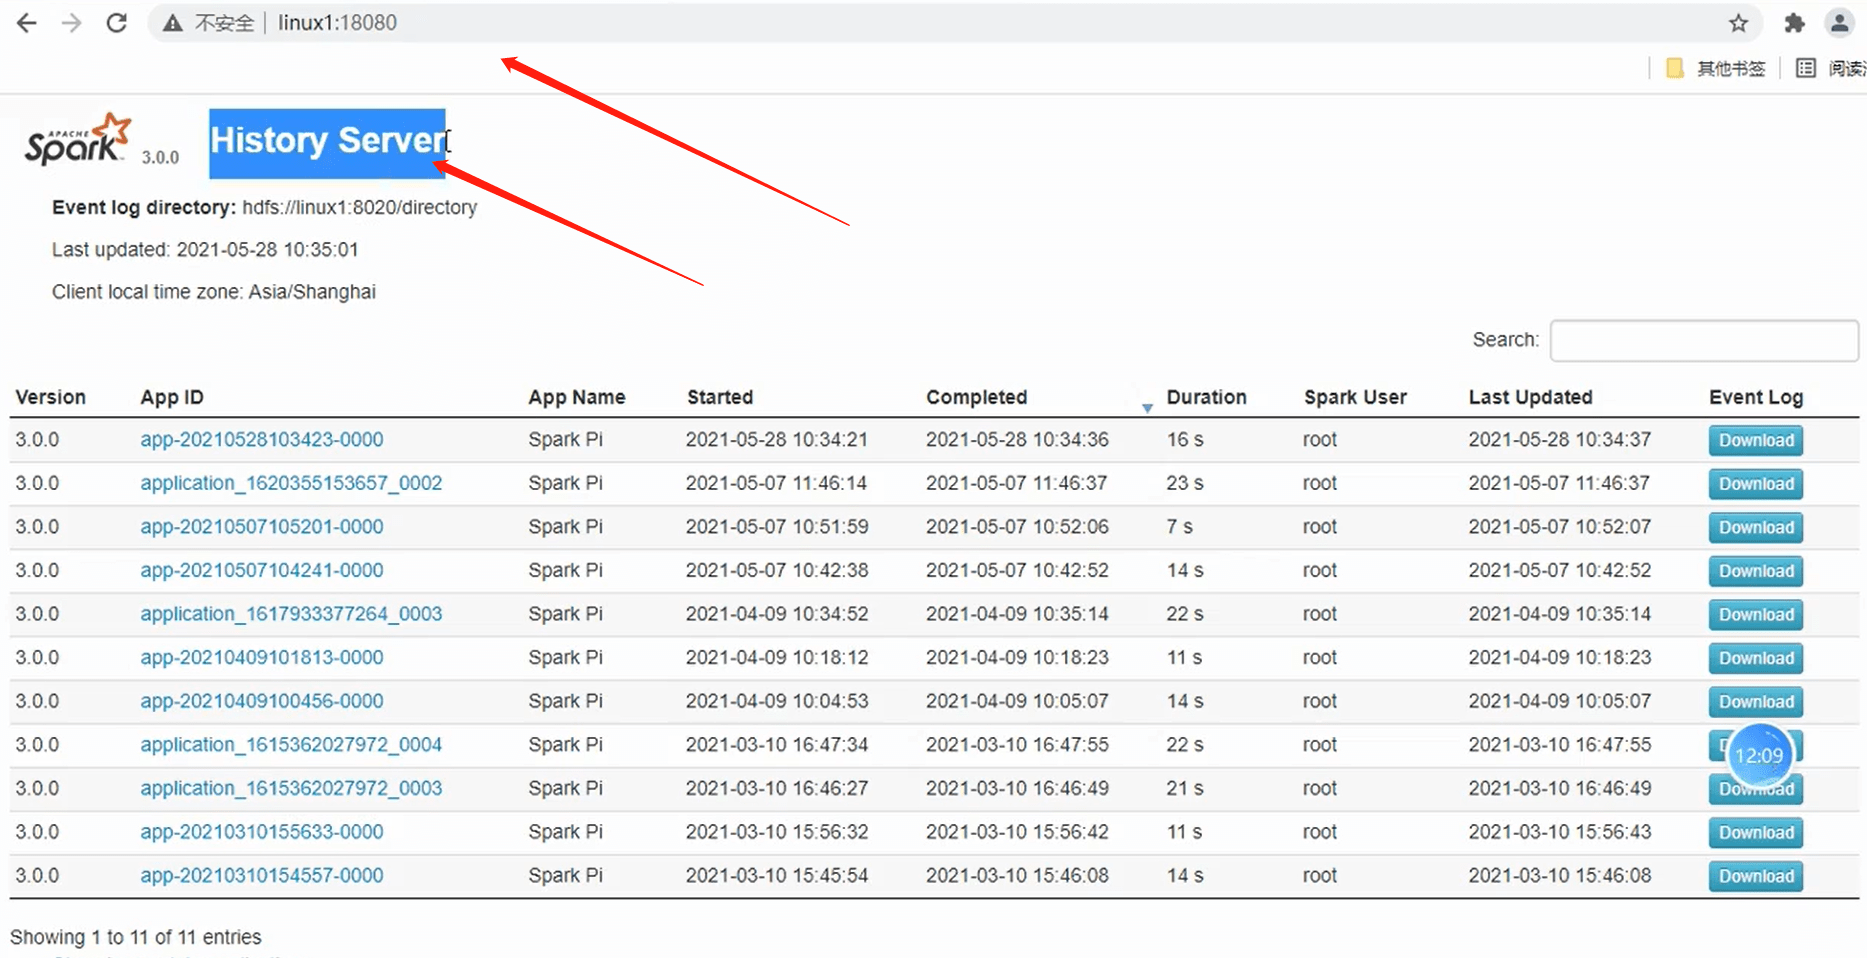 不安全 linux1:18080
其他书签
APACHE Spark 3.0.0 History Server
Event log directory: hdfs://linux1:8020/directory
Last updated: 2021-05-28 10:35:01
Client local time zone: Asia/Shanghai
Search:
Version App ID App Name Started Completed Duration Spark User Last Updated Event Log
3.0.0 app-20210528103423-0000 Spark Pi 2021-05-28 10:34:21 2021-05-28 10:34:36 16 s root 2021-05-28 10:34:37 Download
3.0.0 application_1620355153657_0002 Spark Pi 2021-05-07 11:46:14 2021-05-07 11:46:37 23 s root 2021-05-07 11:46:37 Download
3.0.0 app-20210507105201-0000 Spark Pi 2021-05-07 10:51:59 2021-05-07 10:52:06 7 s root 2021-05-07 10:52:07 Download
3.0.0 app-20210507104241-0000 Spark Pi 2021-05-07 10:42:38 2021-05-07 10:42:52 14 s root 2021-05-07 10:42:52 Download
3.0.0 application_1617933377264_0003 Spark Pi 2021-04-09 10:34:52 2021-04-09 10:35:14 22 s root 2021-04-09 10:35:14 Download
3.0.0 app-20210409101813-0000 Spark Pi 2021-04-09 10:18:12 2021-04-09 10:18:23 11 s root 2021-04-09 10:18:23 Download
3.0.0 app-20210409100456-0000 Spark Pi 2021-04-09 10:04:53 2021-04-09 10:05:07 14 s root 2021-04-09 10:05:07 Download
3.0.0 application_1615362027972_0004 Spark Pi 2021-03-10 16:47:34 2021-03-10 16:47:55 22 s root 2021-03-10 16:47:55
12:09
3.0.0 application_1615362027972_0003 Spark Pi 2021-03-10 16:46:27 2021-03-10 16:46:49 21 s root 2021-03-10 16:46:49 Download
3.0.0 app-20210310155633-0000 Spark Pi 2021-03-10 15:56:32 2021-03-10 15:56:42 11 s root 2021-03-10 15:56:43 Download
3.0.0 app-20210310154557-0000 Spark Pi 2021-03-10 15:45:54 2021-03-10 15:46:08 14 s root 2021-03-10 15:46:08 Download
Showing 1 to 11 of 11 entries